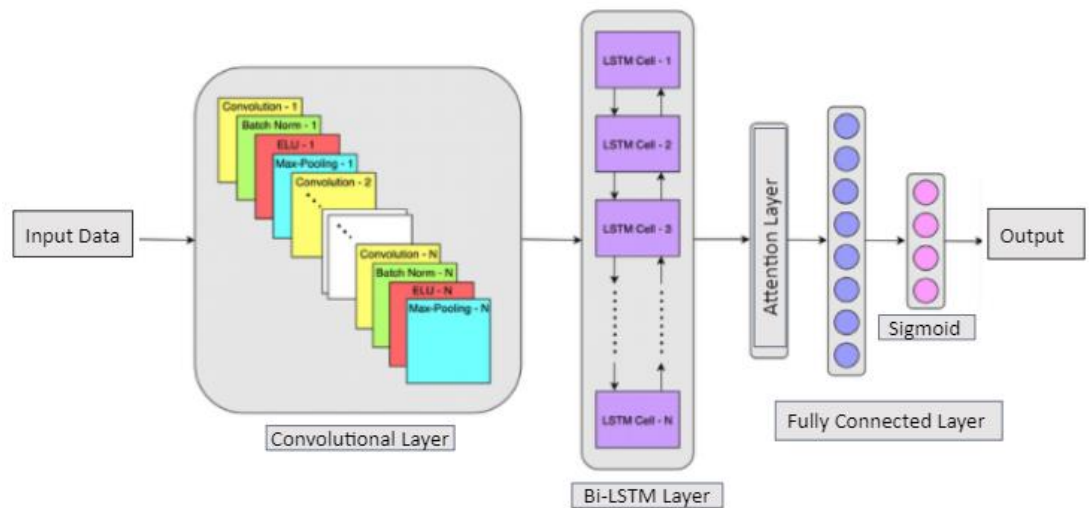 Input Data
Convolution - 1
Batch Norm - 1
ELU - 1
Max-Pooling - 1
Convolution - 2
Convolution - N
Batch Norm - N
ELU - N
Max-Pooling - N
Convolutional Layer
LSTM Cell - 1
LSTM Cell - 2
LSTM Cell - 3
LSTM Cell - N
Bi-LSTM Layer
Attention Layer
Fully Connected Layer
Sigmoid
Output